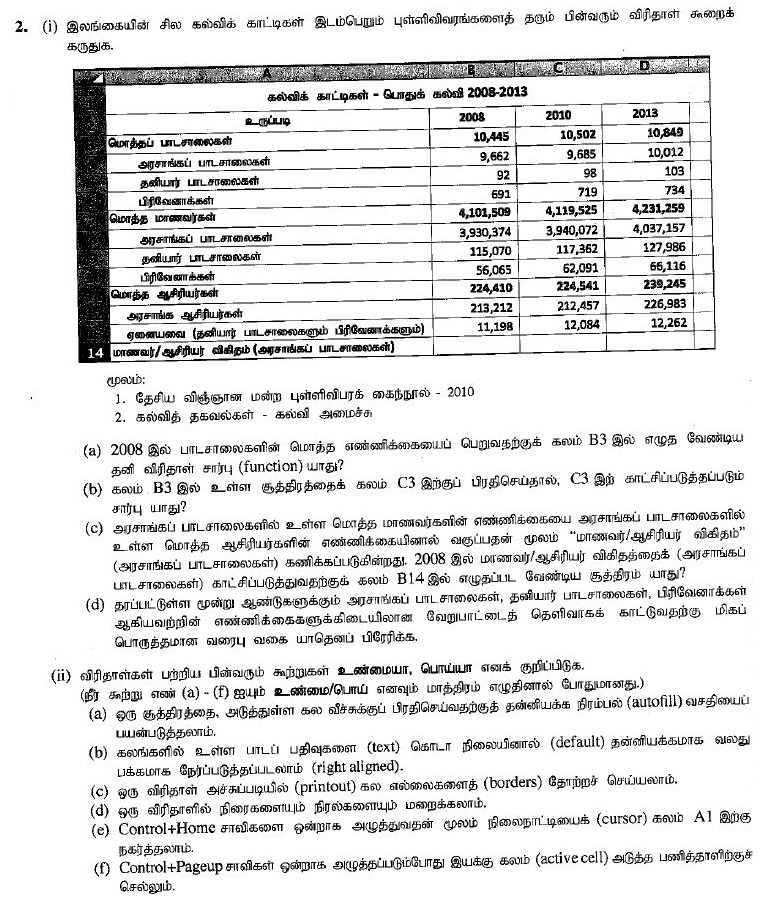 2. (i) இலங்கையின் சில கல்விக் காட்டிகள் இடம்பெறும் புள்ளிவிவரங்களைத் தரும் பின்வரும் விரிதாள் கூறைக்
கருதுக.
A B C D
கல்விக் காட்டிகள் - பொதுக் கல்வி 2008-2013
உருப்படி 2008 2010 2013
மொத்தப் பாடசாலைகள் 10,445 10,502 10,849
அரசாங்கப் பாடசாலைகள் 9,662 9,685 10,012
தனியார் பாடசாலைகள் 92 98 103
பிரிவேனாக்கள் 691 719 734
மொத்த மாணவர்கள் 4,101,509 4,119,525 4,231,259
அரசாங்கப் பாடசாலைகள் 3,930,374 3,940,072 4,037,157
தனியார் பாடசாலைகள் 115,070 117,362 127,986
பிரிவேனாக்கள் 56,065 62,091 66,116
மொத்த ஆசிரியர்கள் 224,410 224,541 239,245
அரசாங்க ஆசிரியர்கள் 213,212 212,457 226,983
ஏனையவை (தனியார் பாடசாலைகளும் பிரிவேனாக்களும்) 11,198 12,084 12,262
14 மாணவர்/ஆசிரியர் விகிதம் (அரசாங்கப் பாடசாலைகள்)
மூலம்:
1. தேசிய விஞ்ஞான மன்ற புள்ளிவிபரக் கைந்நூல் - 2010
2. கல்வித் தகவல்கள் - கல்வி அமைச்சு
(a) 2008 இல் பாடசாலைகளின் மொத்த எண்ணிக்கையைப் பெறுவதற்குக் கலம் B3 இல் எழுத வேண்டிய
தனி விரிதாள் சார்பு (function) யாது?
(b) கலம் B3 இல் உள்ள சூத்திரத்தைக் கலம் C3 இற்குப் பிரதிசெய்தால், C3 இற் காட்சிப்படுத்தப்படும்
சார்பு யாது?
(c) அரசாங்கப் பாடசாலைகளில் உள்ள மொத்த மாணவர்களின் எண்ணிக்கையை அரசாங்கப் பாடசாலைகளில்
உள்ள மொத்த ஆசிரியர்களின் எண்ணிக்கையினால் வகுப்பதன் மூலம் “மாணவர்/ஆசிரியர் விகிதம்”
(அரசாங்கப் பாடசாலைகள்) கணிக்கப்படுகின்றது. 2008 இல் மாணவர்/ஆசிரியர் விகிதத்தைக் (அரசாங்கப்
பாடசாலைகள்) காட்சிப்படுத்துவதற்குக் கலம் B14 இல் எழுதப்பட வேண்டிய சூத்திரம் யாது?
(d) தரப்பட்டுள்ள மூன்று ஆண்டுகளுக்கும் அரசாங்கப் பாடசாலைகள், தனியார் பாடசாலைகள், பிரிவேனாக்கள்
ஆகியவற்றின் எண்ணிக்கைகளுக்கிடையிலான வேறுபாட்டைத் தெளிவாகக் காட்டுவதற்கு மிகப்
பொருத்தமான வரைபு வகை யாதெனப் பிரேரிக்க.
(ii) விரிதாள்கள் பற்றிய பின்வரும் கூற்றுகள் உண்மையா, பொய்யா எனக் குறிப்பிடுக.
(நீர் கூற்று எண் (a) - (f) ஐயும் உண்மை/பொய் எனவும் மாத்திரம் எழுதினால் போதுமானது.)
(a) ஒரு சூத்திரத்தை, அடுத்துள்ள கல வீச்சுக்குப் பிரதிசெய்வதற்குத் தன்னியக்க நிரம்பல் (autofill) வசதியைப்
பயன்படுத்தலாம்.
(b) கலங்களில் உள்ள பாடப் பதிவுகளை (text) கொடா நிலையினால் (default) தன்னியக்கமாக வலது
பக்கமாக நேர்ப்படுத்தப்படலாம் (right aligned).
(c) ஒரு விரிதாள் அச்சுப்படியில் (printout) கல எல்லைகளைத் (borders) தோற்றச் செய்யலாம்.
(d) ஒரு விரிதாளில் நிரைகளையும் நிரல்களையும் மறைக்கலாம்.
(e) Control+Home சாவிகளை ஒன்றாக அழுத்துவதன் மூலம் நிலைநாட்டியைக் (cursor) கலம் A1 இற்கு
நகர்த்தலாம்.
(f) Control+Pageup சாவிகள் ஒன்றாக அழுத்தப்படும்போது இயக்கு கலம் (active cell) அடுத்த பணித்தாளிற்குச்
செல்லும்.